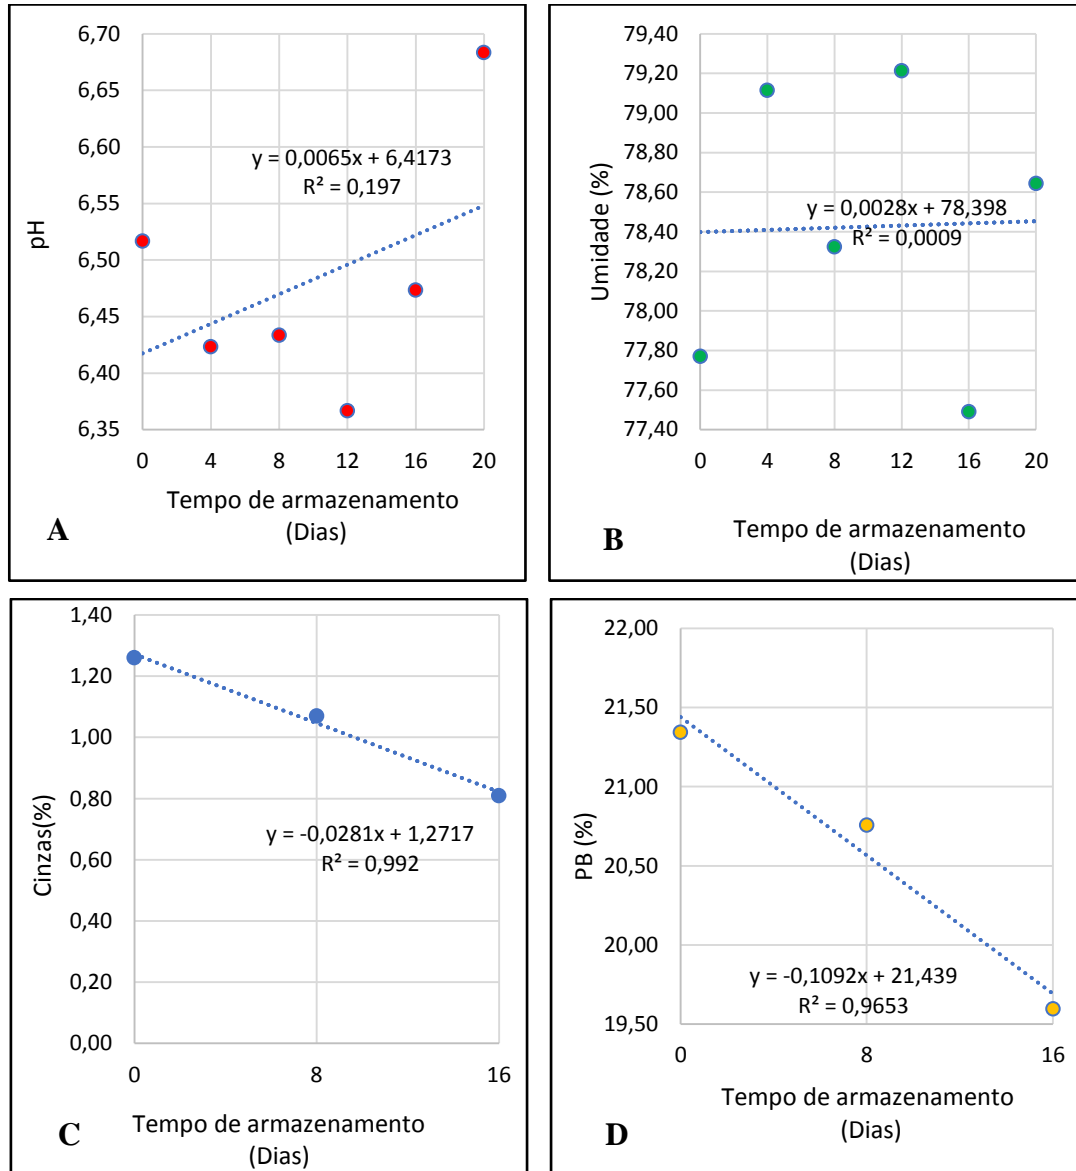 6,70
6,65
6,60
6,55
6,50
6,45
6,40
6,35
pH
y = 0,0065x + 6,4173
R² = 0,197
0 4 8 12 16 20
Tempo de armazenamento
(Dias)
A
79,40
79,20
79,00
78,80
78,60
78,40
78,20
78,00
77,80
77,60
77,40
Umidade (%)
y = 0,0028x + 78,398
R² = 0,0009
0 4 8 12 16 20
Tempo de armazenamento
(Dias)
B
1,40
1,20
1,00
0,80
0,60
0,40
0,20
0,00
Cinzas(%)
y = -0,0281x + 1,2717
R² = 0,992
0 8 16
Tempo de armazenamento
(Dias)
C
22,00
21,50
21,00
20,50
20,00
19,50
PB (%)
y = -0,1092x + 21,439
R² = 0,9653
0 8 16
Tempo de armazenamento
(Dias)
D